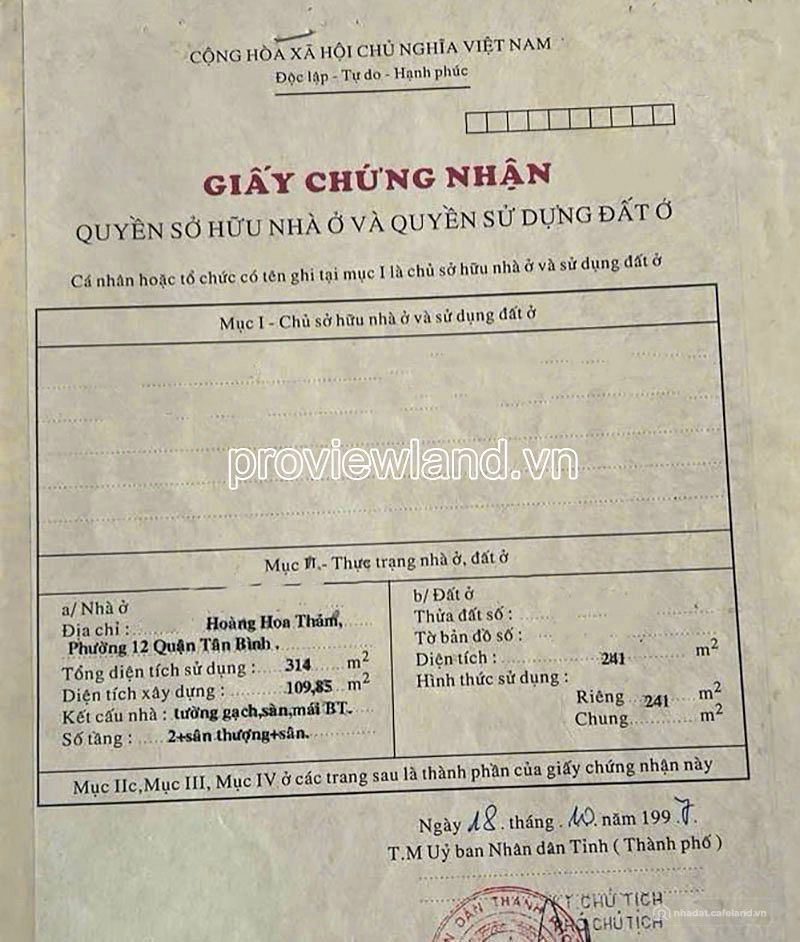 CỘNG HÒA XÃ HỘI CHỦ NGHĨA VIỆT NAM
Độc lập - Tự do - Hạnh phúc
GIẤY CHỨNG NHẬN
QUYỀN SỞ HỮU NHÀ Ở VÀ QUYỀN SỬ DỤNG ĐẤT Ở
Cá nhân hoặc tổ chức có tên ghi tại mục I là chủ sở hữu nhà ở và sử dụng đất ở
Mục I - Chủ sở hữu nhà ở và sử dụng đất ở
proviewland.vn
Mục II.- Thực trạng nhà ở, đất ở
a/ Nhà ở
Địa chỉ : Hoàng Hoa Thám,
Phường 12 Quận Tân Bình .
Tổng diện tích sử dụng : 314 m2
Diện tích xây dựng : 109,85 m2
Kết cấu nhà : tường gạch,sàn,mái BT.
Số tầng : 2+sân thượng+sân.
b/ Đất ở
Thửa đất số :
Tờ bản đồ số :
Diện tích : 241 m2
Hình thức sử dụng :
Riêng 241 m2
Chung m2
Mục IIc,Mục III, Mục IV ở các trang sau là thành phần của giấy chứng nhận này
Ngày 18. tháng 10. năm 1997.
T.M Uỷ ban Nhân dân Tỉnh ( Thành phố )
KT CHỦ TỊCH
PHÓ CHỦ TỊCH
DÂN THÀNH
nhadat.cafeland.vn